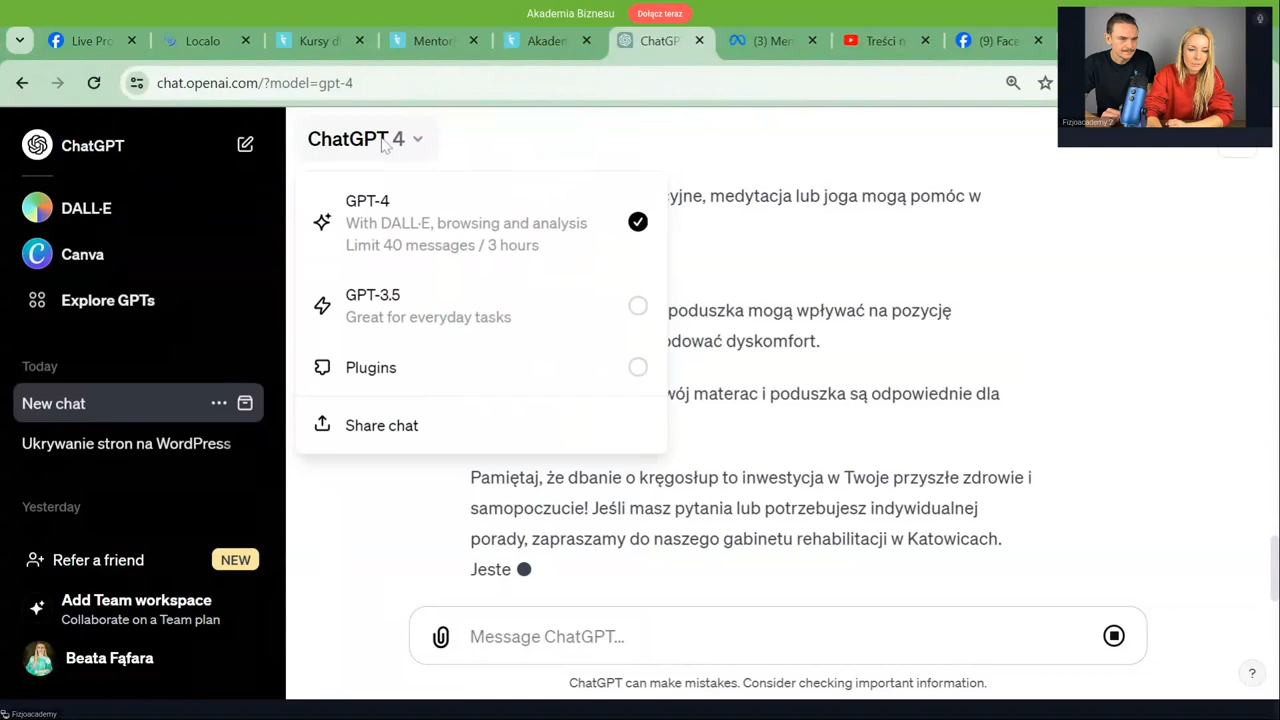 Akademia Biznesu
Dołącz teraz
Live Pro
Localo
Kursy d
Mentor
Akaden
ChatGP
(3) Men
Treści n
(9) Face
chat.openai.com/?model=gpt-4
Fizjoacademy 2
ChatGPT
DALL·E
Canva
Explore GPTs
Today
New chat
Ukrywanie stron na WordPress
Yesterday
Refer a friend
NEW
Add Team workspace
Collaborate on a Team plan
Beata Fąfara
ChatGPT 4
GPT-4
With DALL·E, browsing and analysis
Limit 40 messages / 3 hours
GPT-3.5
Great for everyday tasks
Plugins
Share chat
cyjne, medytacja lub joga mogą pomóc w
poduszka mogą wpływać na pozycję
odować dyskomfort.
wój materac i poduszka są odpowiednie dla
Pamiętaj, że dbanie o kręgosłup to inwestycja w Twoje przyszłe zdrowie i
samopoczucie! Jeśli masz pytania lub potrzebujesz indywidualnej
porady, zapraszamy do naszego gabinetu rehabilitacji w Katowicach.
Jeste
Message ChatGPT...
ChatGPT can make mistakes. Consider checking important information.
?
Fizjoacademy